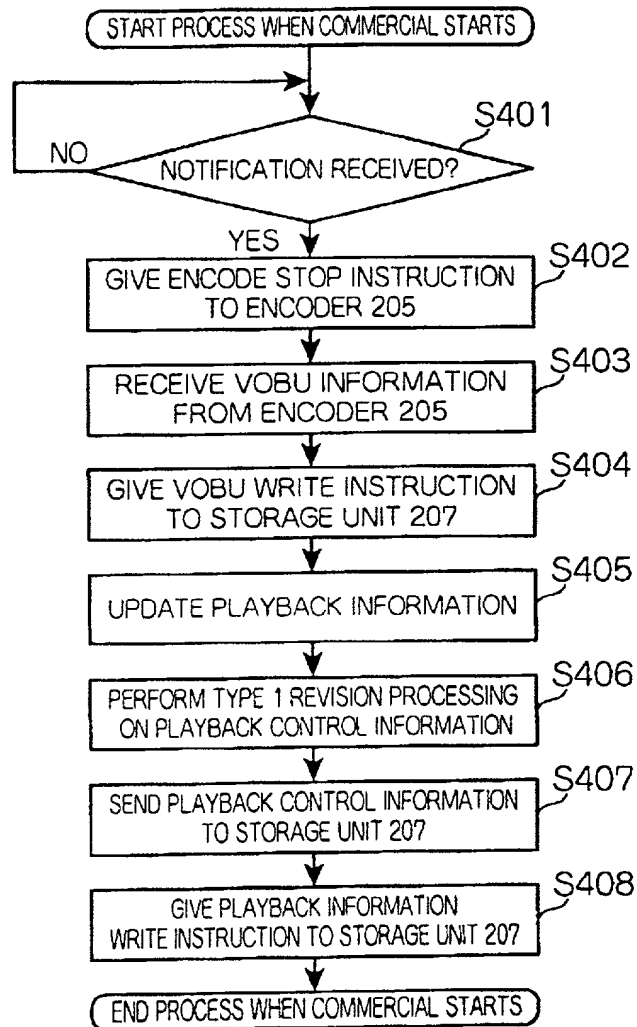 START PROCESS WHEN COMMERCIAL STARTS
S401
NO
NOTIFICATION RECEIVED?
YES
S402
GIVE ENCODE STOP INSTRUCTION
TO ENCODER 205
S403
RECEIVE VOBU INFORMATION
FROM ENCODER 205
S404
GIVE VOBU WRITE INSTRUCTION
TO STORAGE UNIT 207
S405
UPDATE PLAYBACK INFORMATION
S406
PERFORM TYPE 1 REVISION PROCESSING
ON PLAYBACK CONTROL INFORMATION
S407
SEND PLAYBACK CONTROL INFORMATION
TO STORAGE UNIT 207
S408
GIVE PLAYBACK INFORMATION
WRITE INSTRUCTION TO STORAGE UNIT 207
END PROCESS WHEN COMMERCIAL STARTS